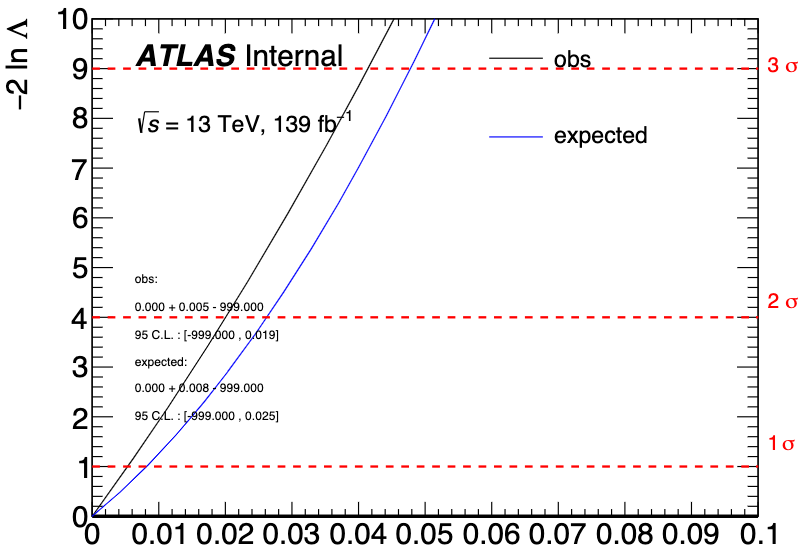 −2 ln Λ
10
9
8
7
6
5
4
3
2
1
0
ATLAS Internal
√s = 13 TeV, 139 fb⁻¹
obs
expected
3 σ
2 σ
1 σ
obs:
0.000 + 0.005 - 999.000
95 C.L. : [-999.000 , 0.019]
expected:
0.000 + 0.008 - 999.000
95 C.L. : [-999.000 , 0.025]
0 0.01 0.02 0.03 0.04 0.05 0.06 0.07 0.08 0.09 0.1